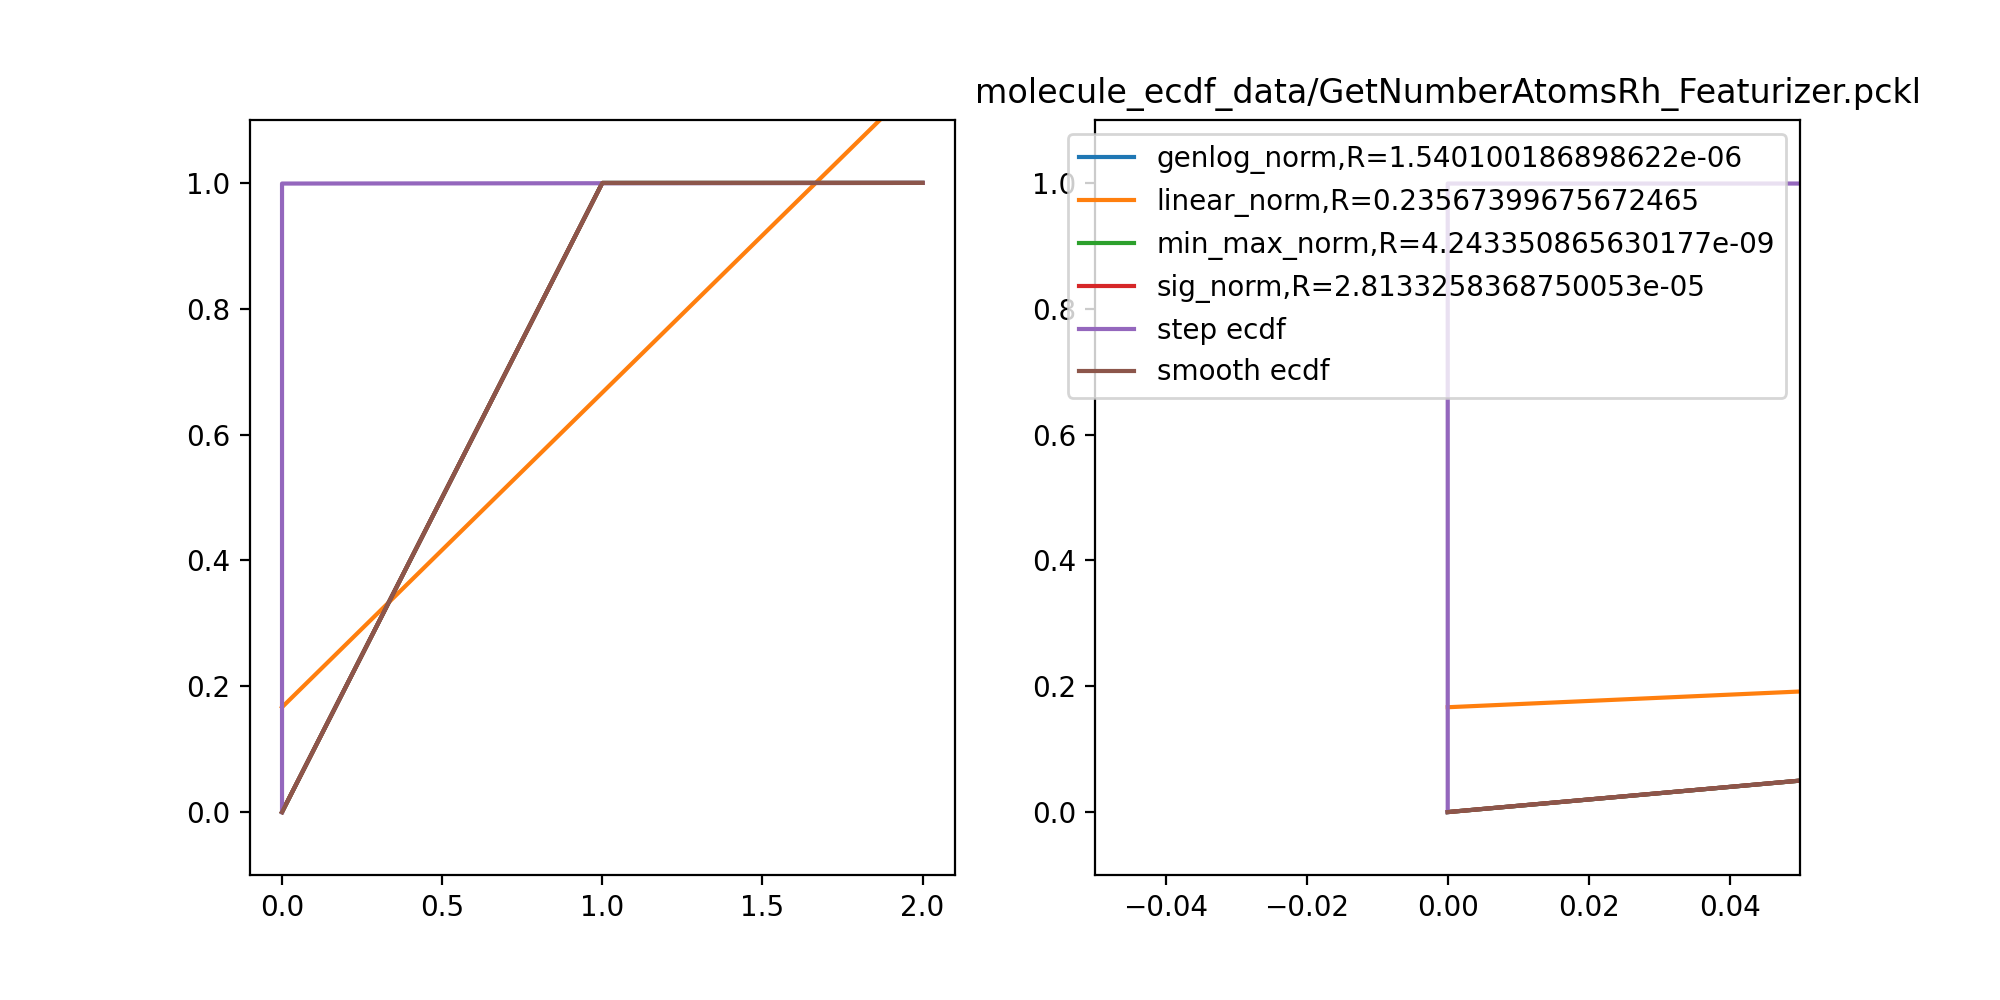 molecule_ecdf_data/GetNumberAtomsRh_Featurizer.pckl
1.0
0.8
0.6
0.4
0.2
0.0
0.0 0.5 1.0 1.5 2.0
genlog_norm,R=1.540100186898622e-06
linear_norm,R=0.23567399675672465
min_max_norm,R=4.243350865630177e-09
sig_norm,R=2.8133258368750053e-05
step ecdf
smooth ecdf
1.0
0.8
0.6
0.4
0.2
0.0
−0.04 −0.02 0.00 0.02 0.04